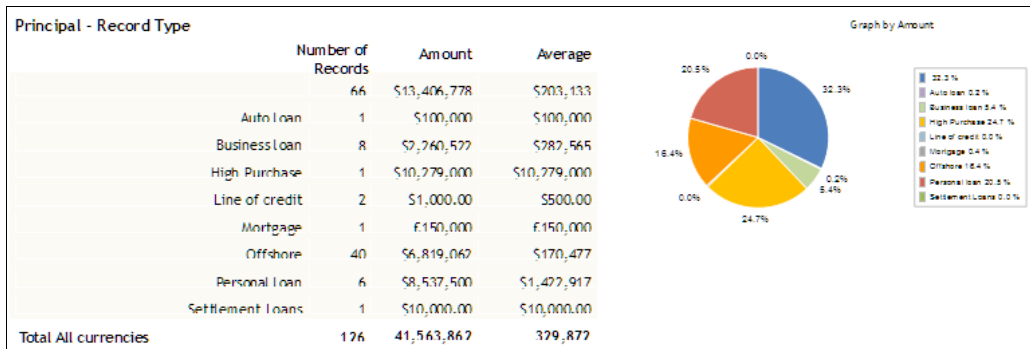 Principal - Record Type
Number of Records Amount Average
66 $13,406,778 $203,133
Auto Loan 1 $100,000 $100,000
Business loan 8 $2,260,522 $282,565
High Purchase 1 $10,279,000 $10,279,000
Line of credit 2 $1,000.00 $500.00
Mortgage 1 £150,000 £150,000
Offshore 40 $6,819,062 $170,477
Personal Loan 6 $8,537,500 $1,422,917
Settlement Loans 1 $10,000.00 $10,000.00
Total All currencies 126 41,563,862 329,872
Graph by Amount
0.0%
20.5%
32.3%
16.4%
0.2%
5.4%
0.0%
24.7%
32.3 %
Auto loan 0.2 %
Business loan 5.4 %
High Purchase 24.7 %
Line of credit 0.0 %
Mortgage 0.4 %
Offshore 16.4 %
Personal loan 20.5 %
Settlement Loans 0.0 %